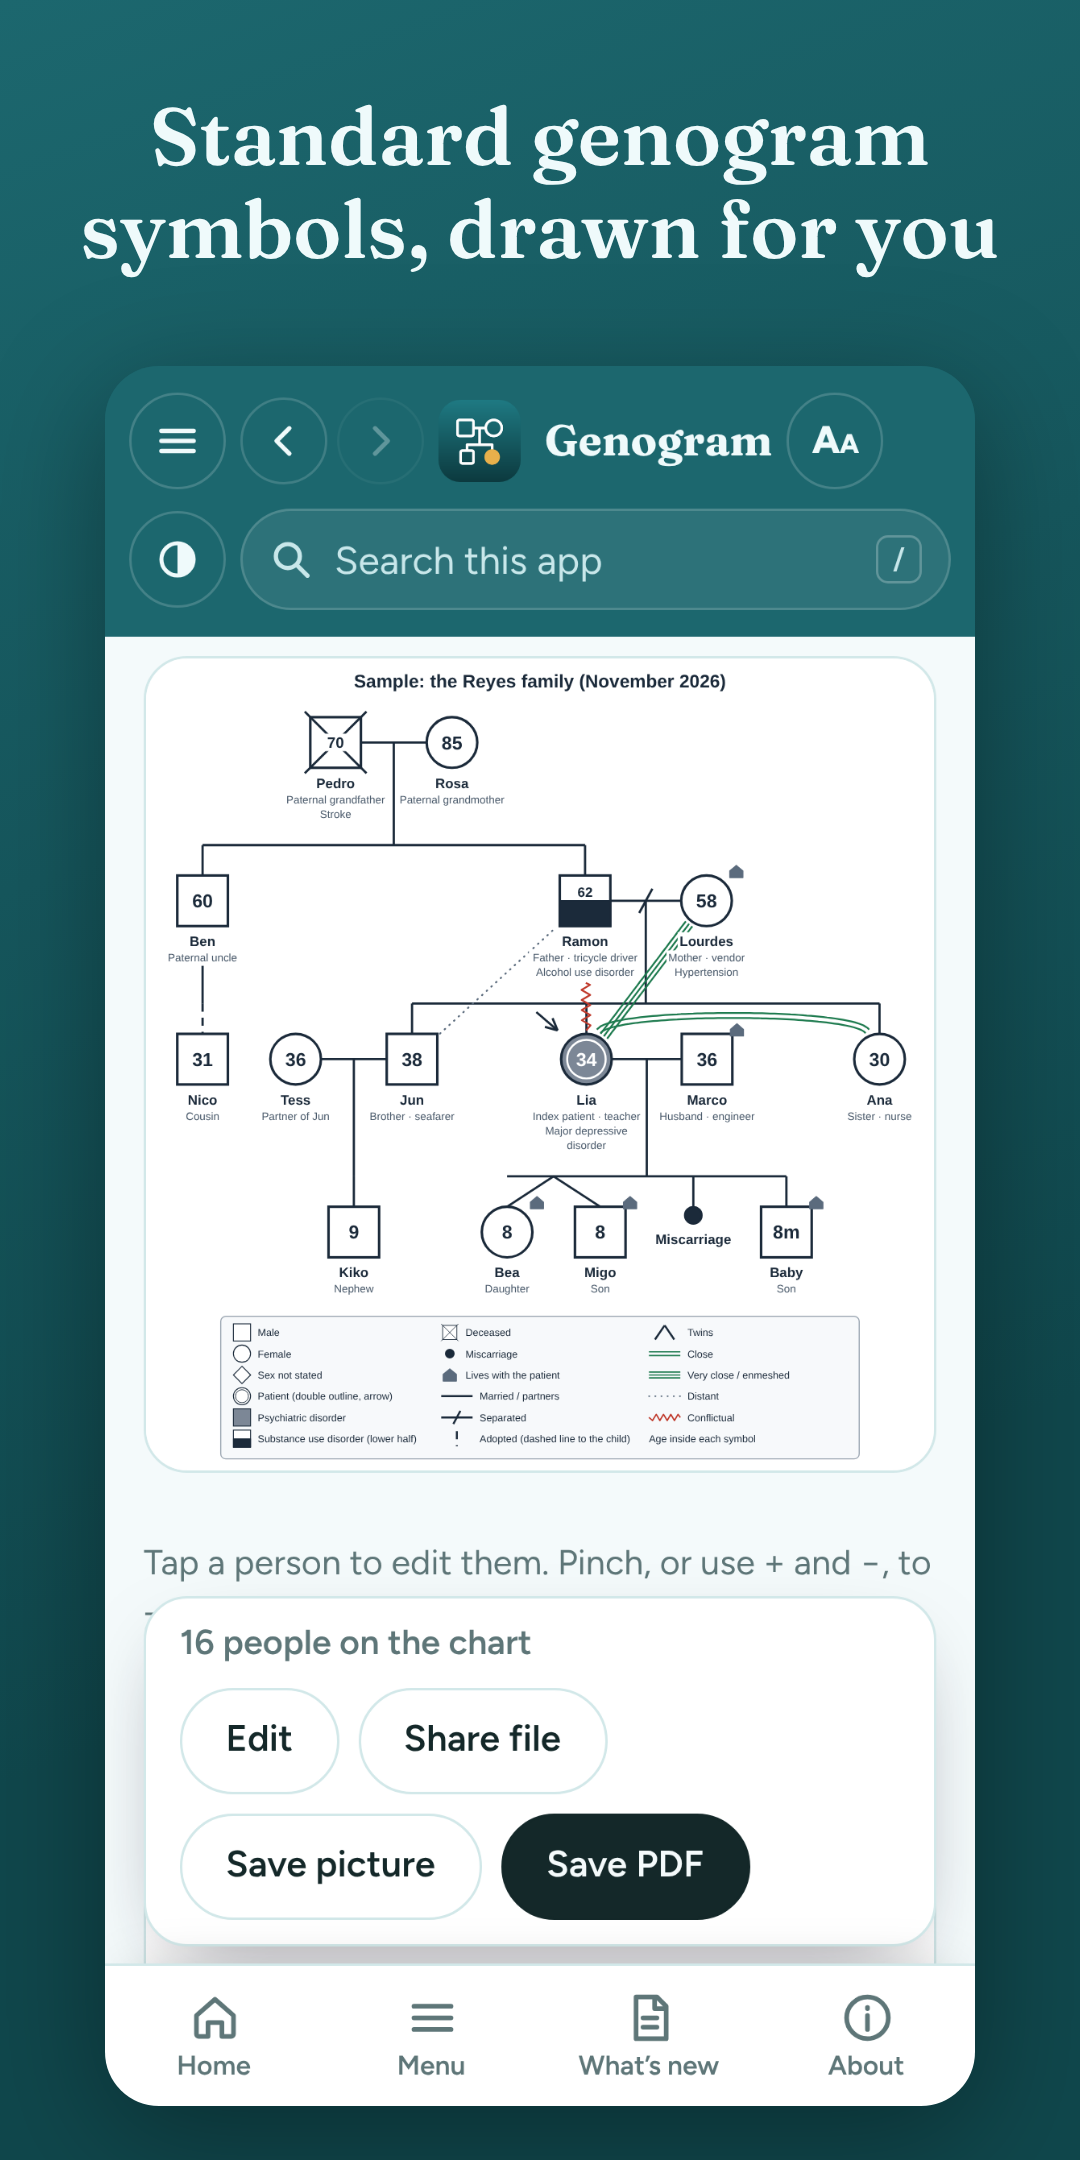 Standard genogram
symbols, drawn for you
Genogram
AA
Search this app
/
Sample: the Reyes family (November 2026)
70
85
Pedro
Rosa
Paternal grandfather
Paternal grandmother
Stroke
60
62
58
Ben
Ramon
Lourdes
Paternal uncle
Father · tricycle driver
Mother · vendor
Alcohol use disorder
Hypertension
31
36
38
34
36
30
Nico
Tess
Jun
Lia
Marco
Ana
Cousin
Partner of Jun
Brother · seafarer
Index patient · teacher
Husband · engineer
Sister · nurse
Major depressive
disorder
9
8
8
Miscarriage
8m
Kiko
Bea
Migo
Baby
Nephew
Daughter
Son
Son
Male
Deceased
Twins
Female
Miscarriage
Close
Sex not stated
Lives with the patient
Very close / enmeshed
Patient (double outline, arrow)
Married / partners
Distant
Psychiatric disorder
Separated
Conflictual
Substance use disorder (lower half)
Adopted (dashed line to the child)
Age inside each symbol
Tap a person to edit them. Pinch, or use + and −, to
16 people on the chart
Edit
Share file
Save picture
Save PDF
Home
Menu
What’s new
About